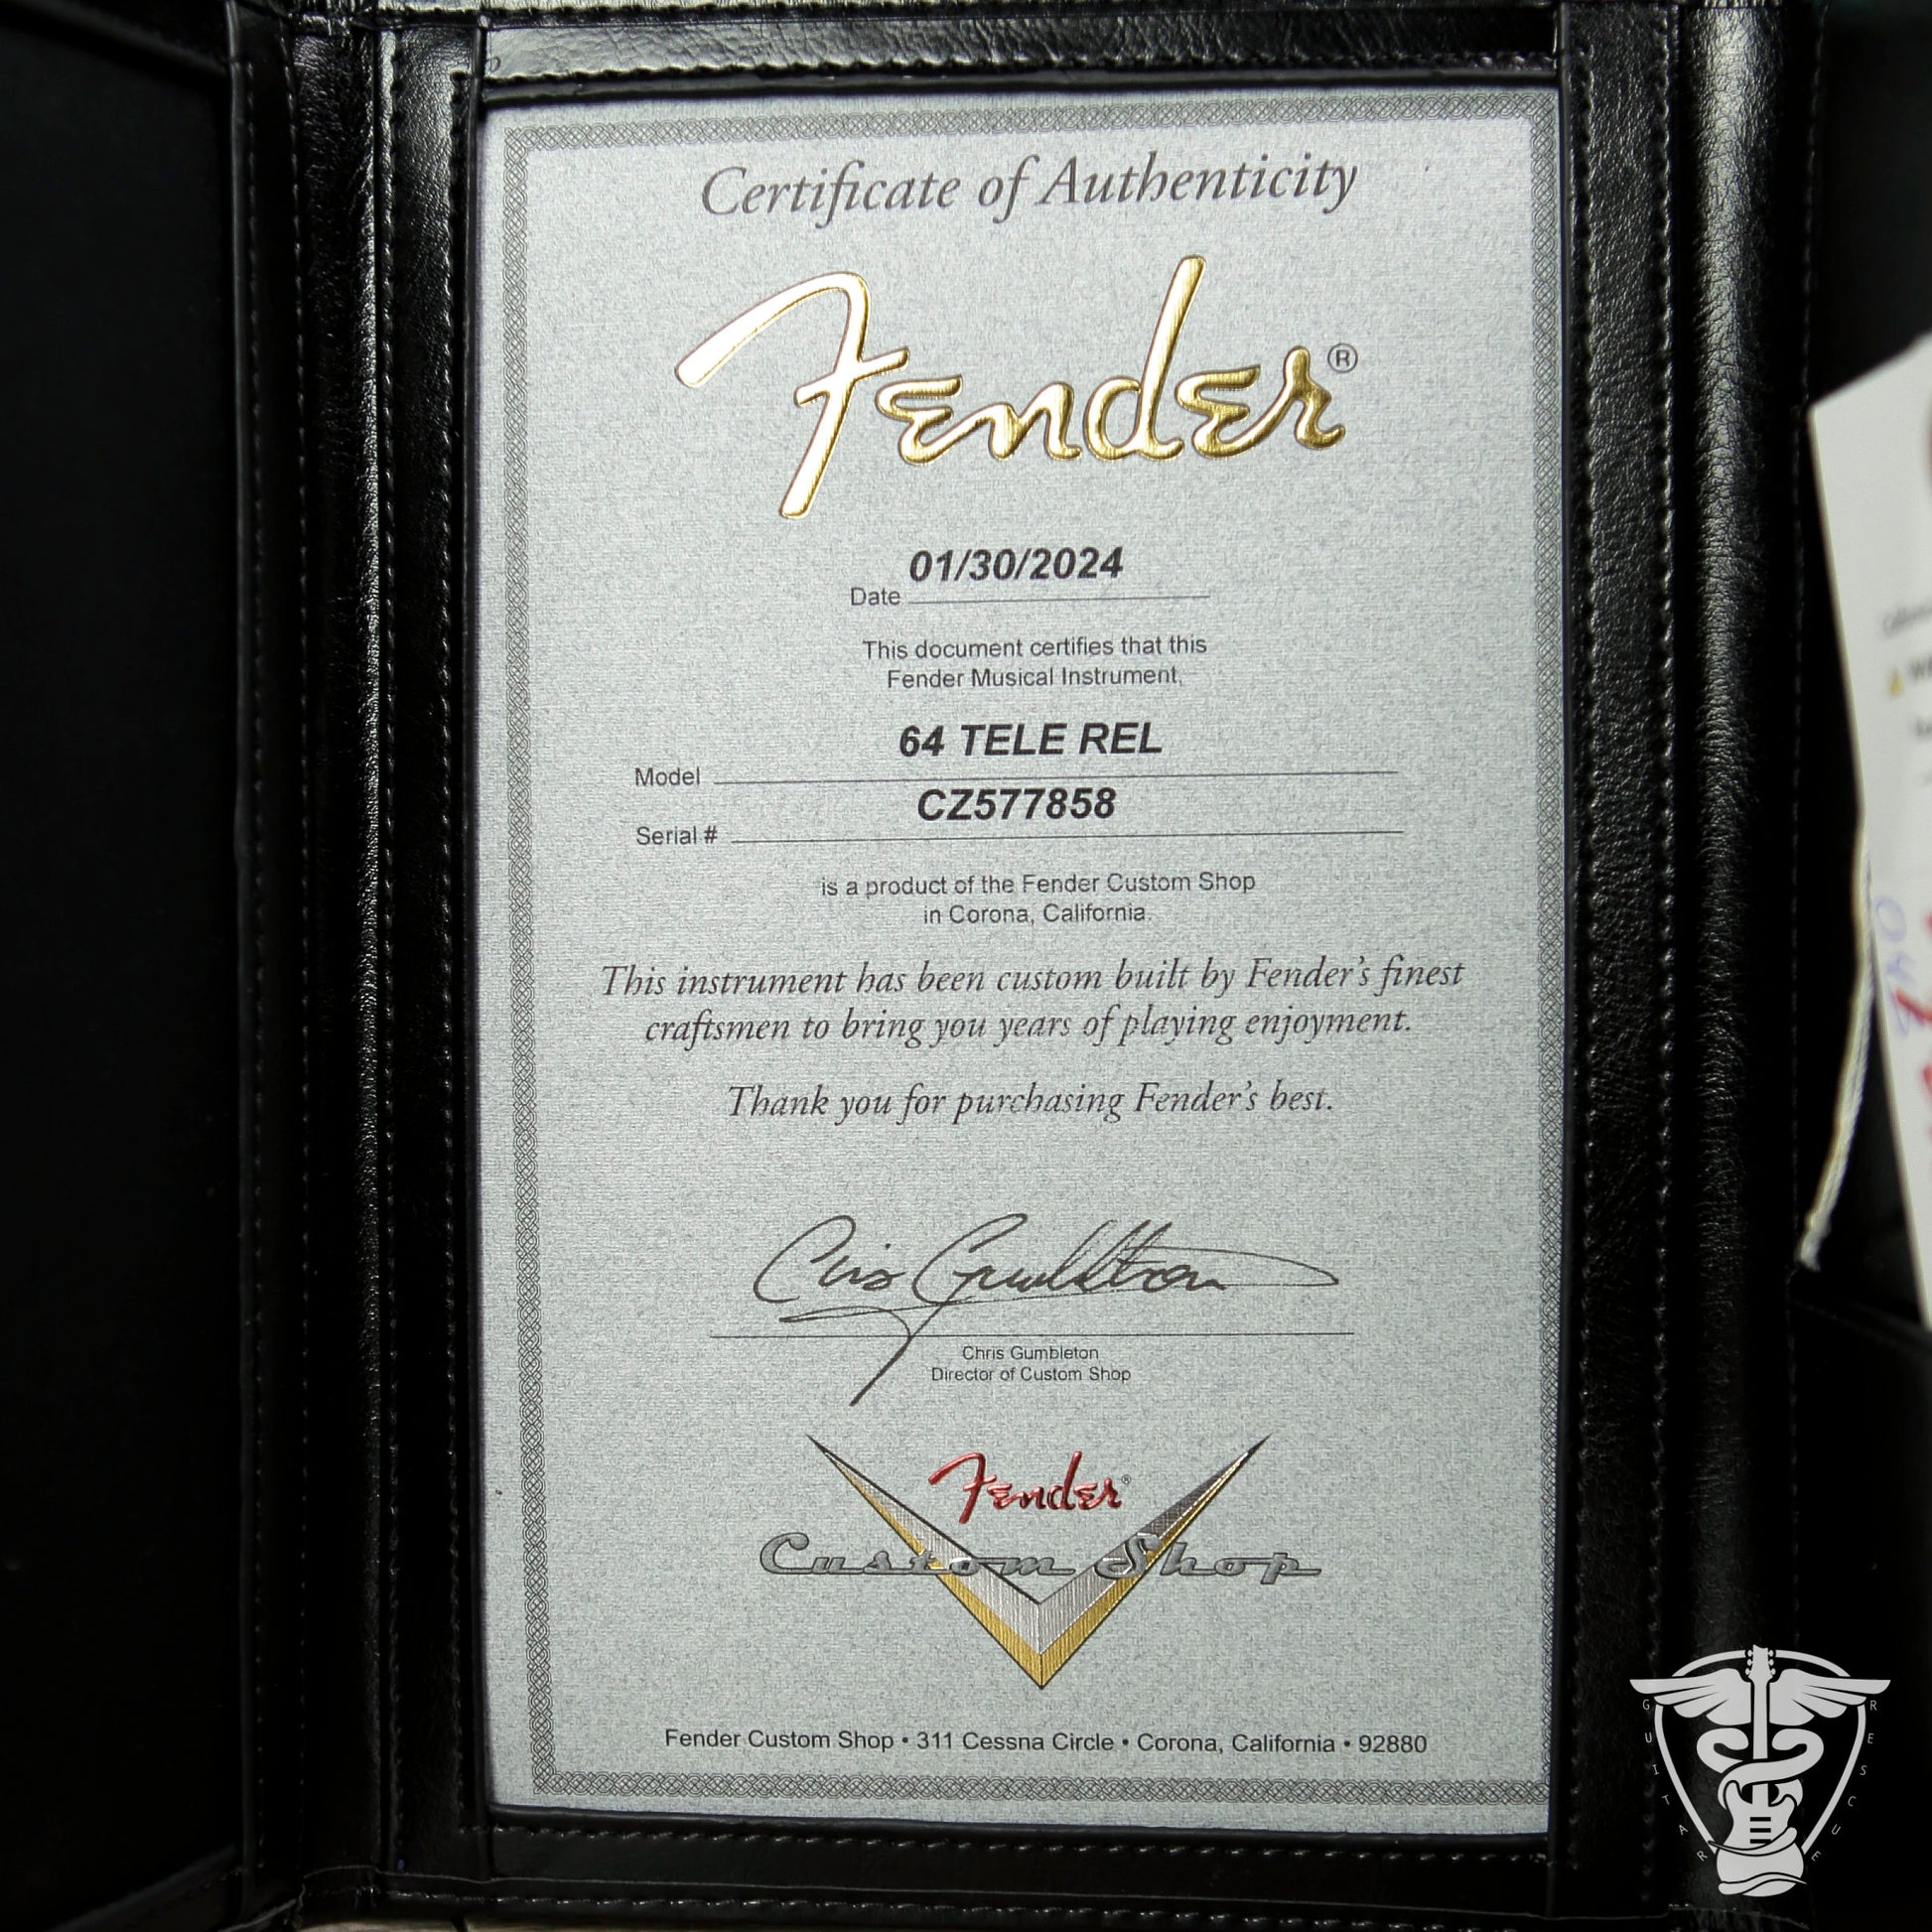 Certificate of Authenticity
Fender®
01/30/2024
Date
This document certifies that this
Fender Musical Instrument,
64 TELE REL
Model
CZ577858
Serial #
is a product of the Fender Custom Shop
in Corona, California.
This instrument has been custom built by Fender's finest
craftsmen to bring you years of playing enjoyment.
Thank you for purchasing Fender's best.
Chris Gumbleton
Director of Custom Shop
Fender®
Custom Shop
Fender Custom Shop • 311 Cessna Circle • Corona, California • 92880
GUITAR RESCUE